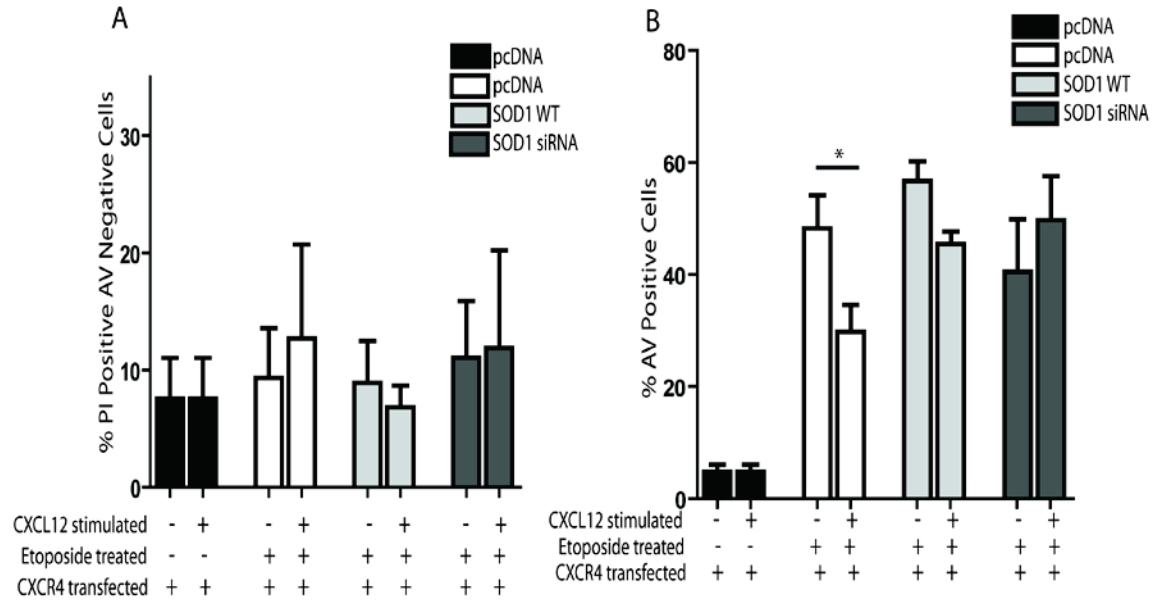 A
pcDNA
pcDNA
SOD1 WT
SOD1 siRNA
% PI Positive AV Negative Cells
30
20
10
0
CXCL12 stimulated - + - + - + - +
Etoposide treated - - + + + + + +
CXCR4 transfected + + + + + + + +
B
pcDNA
pcDNA
SOD1 WT
SOD1 siRNA
% AV Positive Cells
80
60
40
20
0
*
CXCL12 stimulated - + - + - + - +
Etoposide treated - - + + + + + +
CXCR4 transfected + + + + + + + +